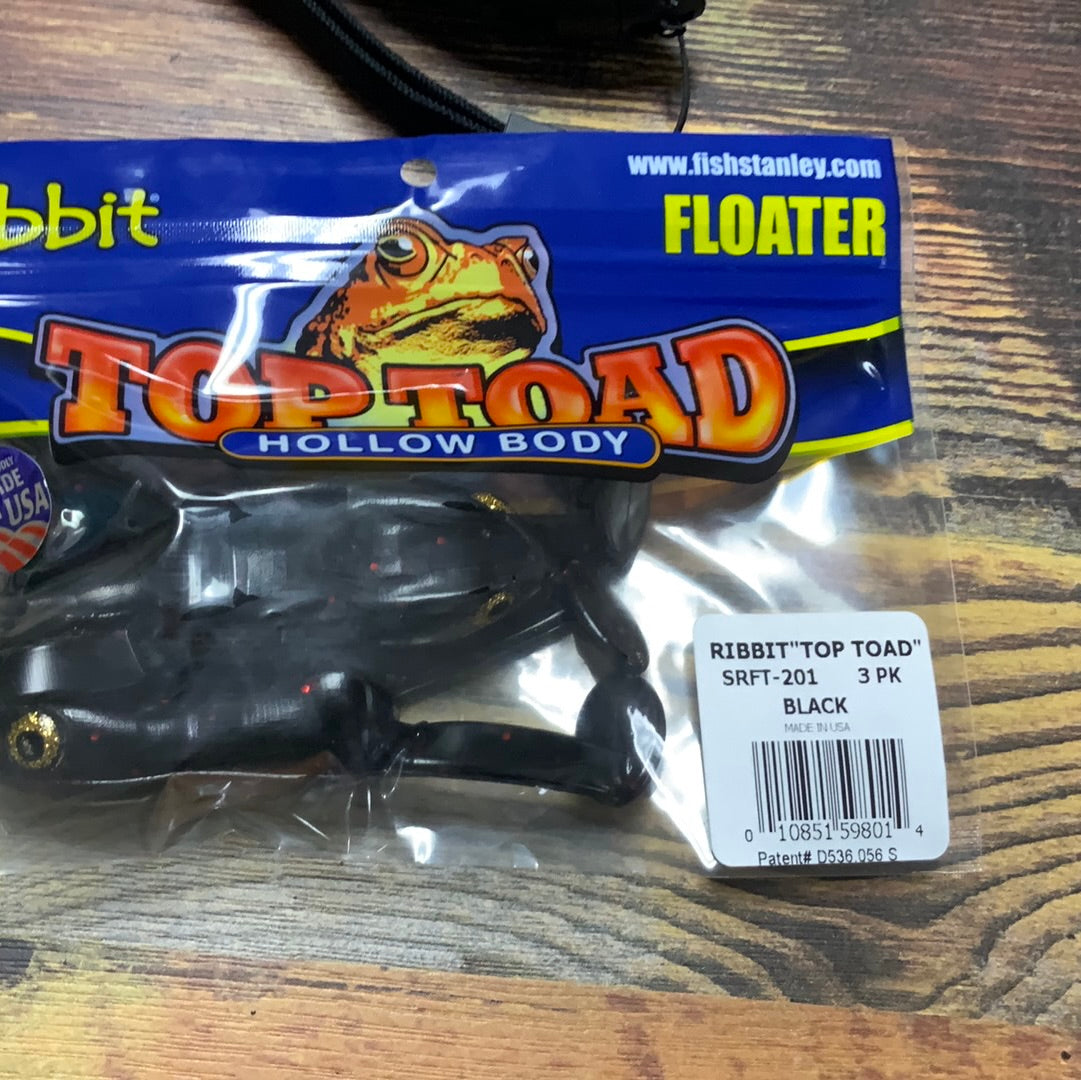 www.fishstanley.com
bbit
FLOATER
TOP TOAD
HOLLOW BODY
USA
RIBBIT"TOP TOAD"
SRFT-201 3 PK
BLACK
MADE IN USA
0 10851 59801 4
Patent# D536,056 S